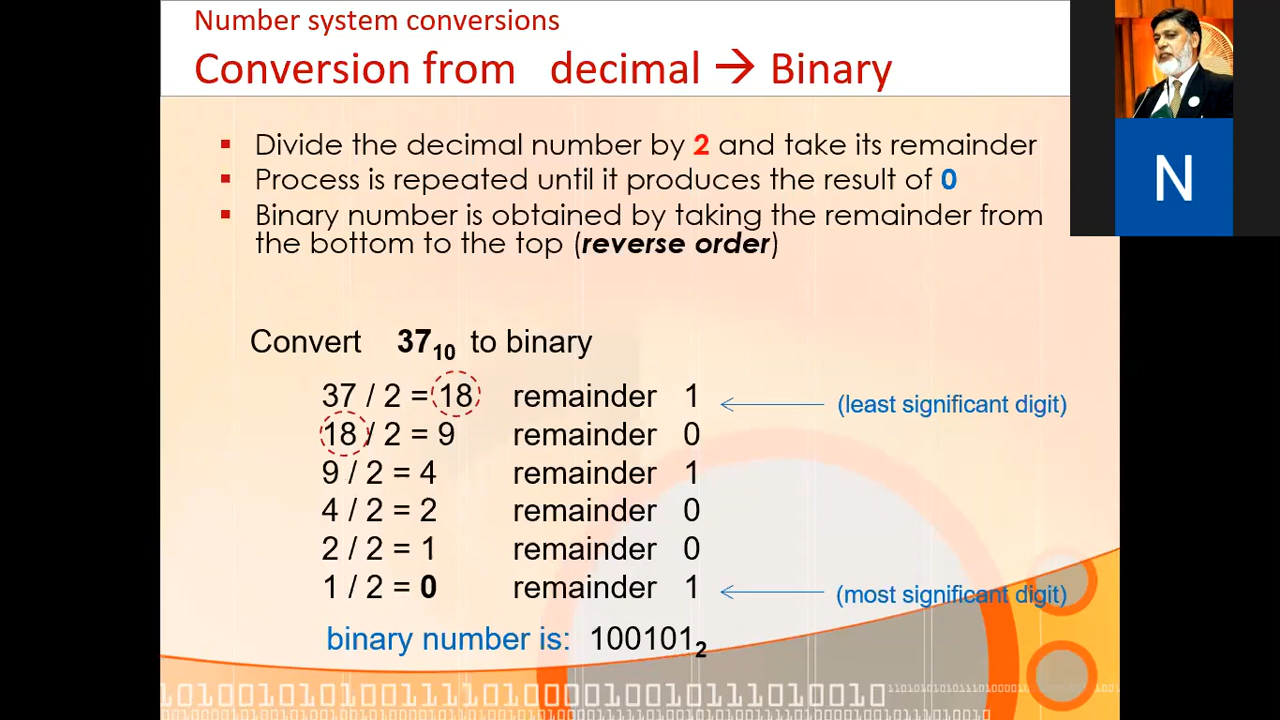 Number system conversions
Conversion from decimal → Binary
N
▪ Divide the decimal number by 2 and take its remainder
▪ Process is repeated until it produces the result of 0
▪ Binary number is obtained by taking the remainder from
the bottom to the top (reverse order)
Convert 37₁₀ to binary
37 / 2 = 18 remainder 1 (least significant digit)
18 / 2 = 9 remainder 0
9 / 2 = 4 remainder 1
4 / 2 = 2 remainder 0
2 / 2 = 1 remainder 0
1 / 2 = 0 remainder 1 (most significant digit)
binary number is: 100101₂